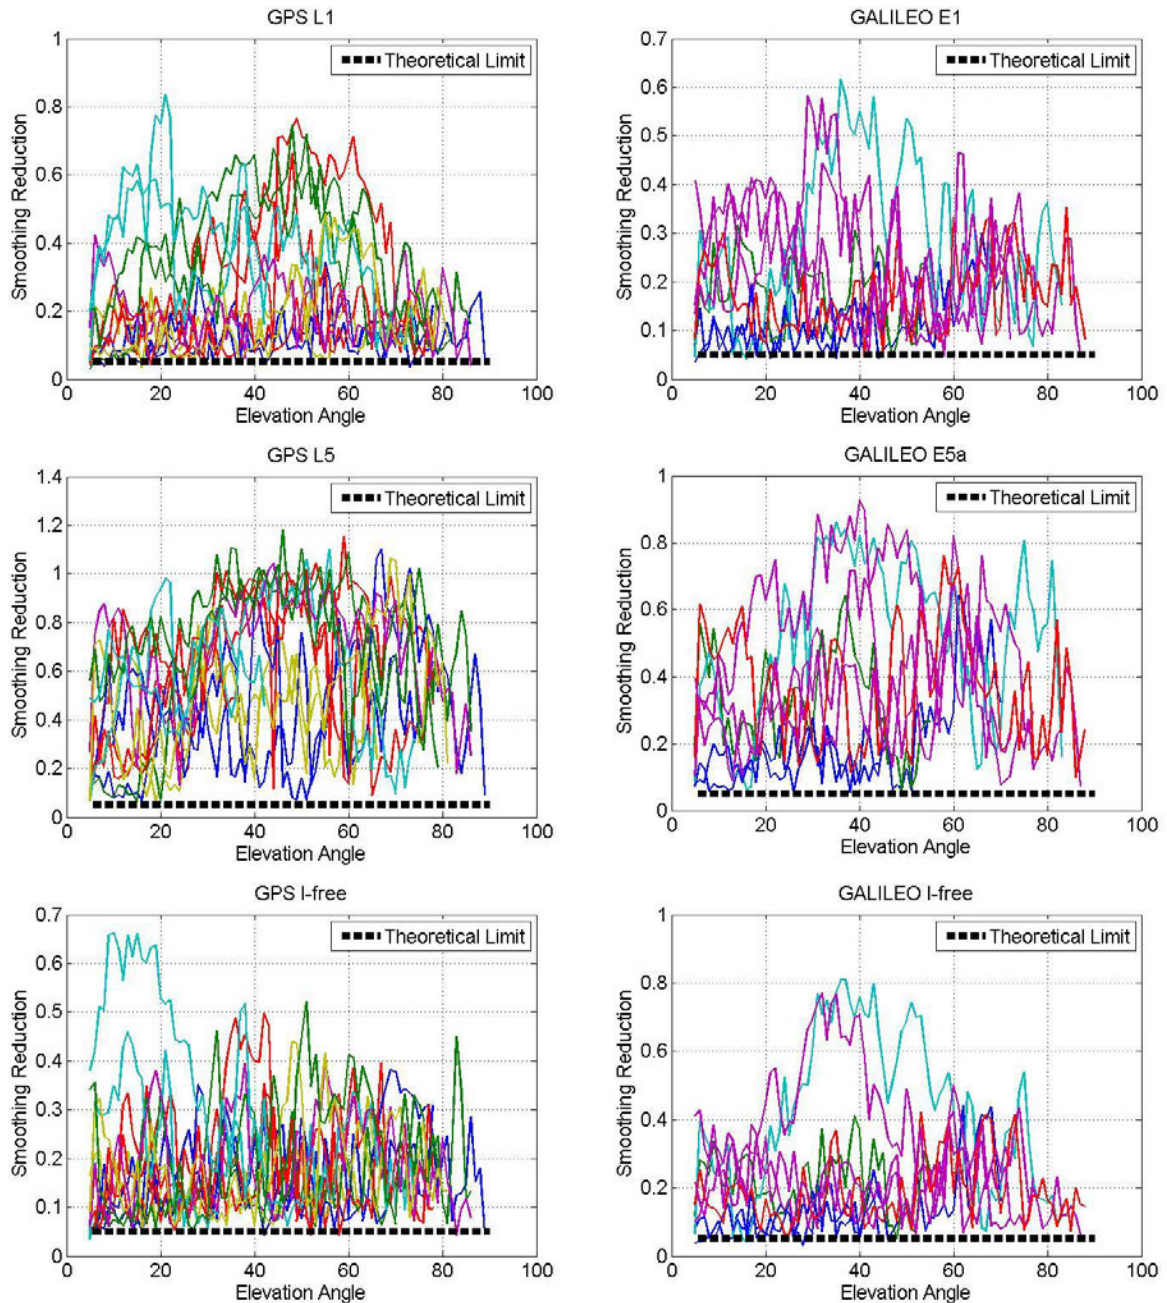 GPS L1
1
0.8
0.6
0.4
0.2
0
Smoothing Reduction
Theoretical Limit
0 20 40 60 80 100
Elevation Angle
GALILEO E1
0.7
0.6
0.5
0.4
0.3
0.2
0.1
0
Smoothing Reduction
Theoretical Limit
0 20 40 60 80 100
Elevation Angle
GPS L5
1.4
1.2
1
0.8
0.6
0.4
0.2
0
Smoothing Reduction
Theoretical Limit
0 20 40 60 80 100
Elevation Angle
GALILEO E5a
1
0.8
0.6
0.4
0.2
0
Smoothing Reduction
Theoretical Limit
0 20 40 60 80 100
Elevation Angle
GPS I-free
0.7
0.6
0.5
0.4
0.3
0.2
0.1
0
Smoothing Reduction
Theoretical Limit
0 20 40 60 80 100
Elevation Angle
GALILEO I-free
1
0.8
0.6
0.4
0.2
0
Smoothing Reduction
Theoretical Limit
0 20 40 60 80 100
Elevation Angle